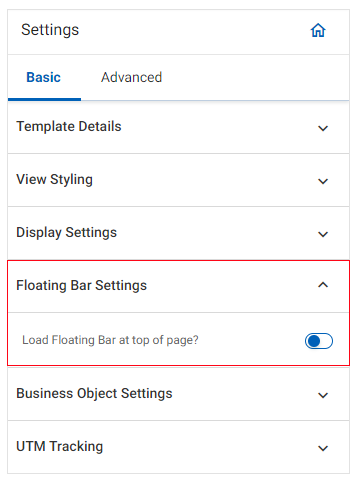 Settings
Basic Advanced
Template Details
View Styling
Display Settings
Floating Bar Settings
Load Floating Bar at top of page?
Business Object Settings
UTM Tracking